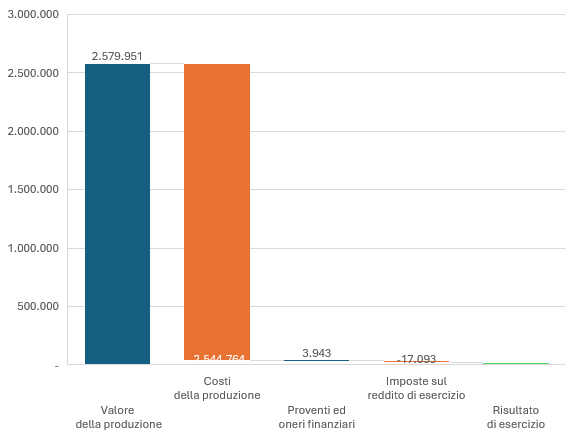 3.000.000
2.500.000
2.000.000
1.500.000
1.000.000
500.000
-
2.579.951
2.544.764
3.943
-17.093
Valore
della produzione
Costi
della produzione
Proventi ed
oneri finanziari
Imposte sul
reddito di esercizio
Risultato
di esercizio